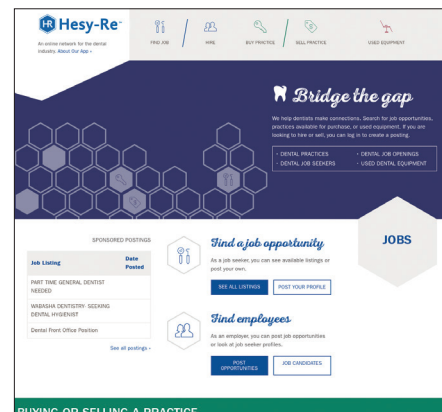 HR Hesy-Re™
An online network for the dental
industry. About Our App »
FIND JOB
HIRE
BUY PRACTICE
SELL PRACTICE
USED EQUIPMENT
Bridge the gap
We help dentists make connections. Search for job opportunities,
practices available for purchase, or used equipment. If you are
looking to hire or sell, you can log in to create a posting.
• DENTAL PRACTICES
• DENTAL JOB OPENINGS
• DENTAL JOB SEEKERS
• USED DENTAL EQUIPMENT
JOBS
SPONSORED POSTINGS
Job Listing
Date
Posted
PART TIME GENERAL DENTIST
NEEDED
WABASHA DENTISTRY- SEEKING
DENTAL HYGIENIST
Dental Front Office Position
See all postings »
Find a job opportunity
As a job seeker, you can see available listings or
post your own.
SEE ALL LISTINGS
POST YOUR PROFILE
Find employees
As an employer, you can post job opportunities
or look at job seeker profiles.
POST
OPPORTUNITIES
JOB CANDIDATES
BUYING OR SELLING A PRACTICE